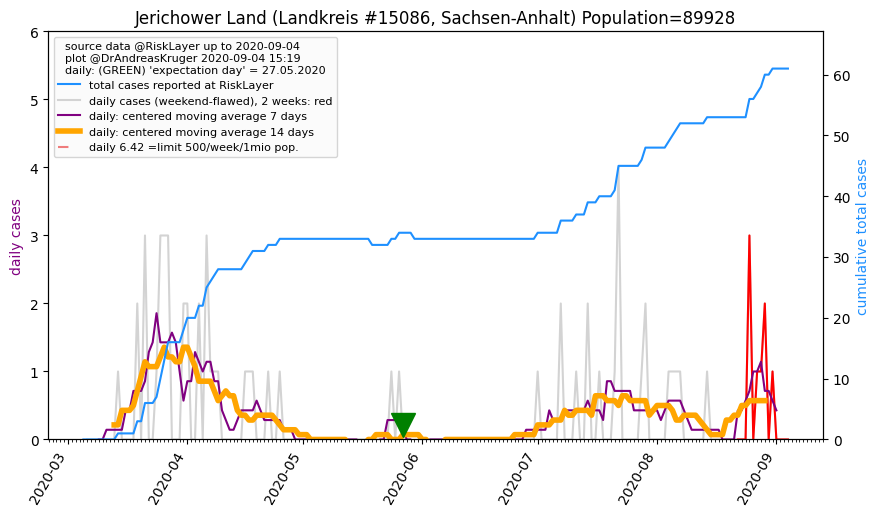 Jerichower Land (Landkreis #15086, Sachsen-Anhalt) Population=89928
source data @RiskLayer up to 2020-09-04
plot @DrAndreasKruger 2020-09-04 15:19
daily: (GREEN) 'expectation day' = 27.05.2020
total cases reported at RiskLayer
daily cases (weekend-flawed), 2 weeks: red
daily: centered moving average 7 days
daily: centered moving average 14 days
daily 6.42 =limit 500/week/1mio pop.
daily cases
6
5
4
3
2
1
0
cumulative total cases
60
50
40
30
20
10
0
2020-03
2020-04
2020-05
2020-06
2020-07
2020-08
2020-09